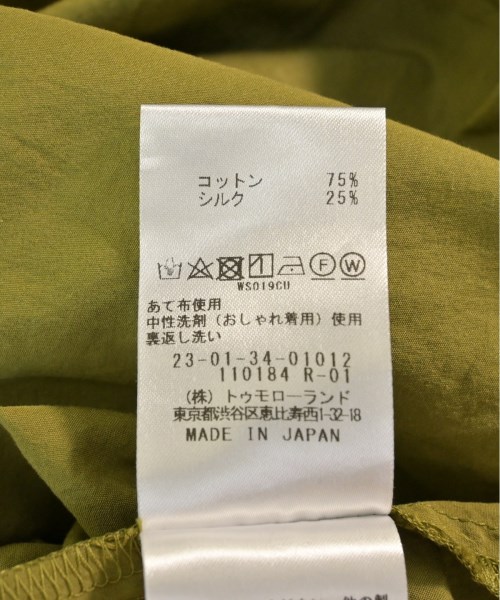 コットン 75%
シルク 25%
F W
WS019CU
あて布使用
中性洗剤（おしゃれ着用）使用
裏返し洗い
23-01-34-01012
110184 R-01
（株）トゥモローランド
東京都渋谷区恵比寿西1-32-18
MADE IN JAPAN